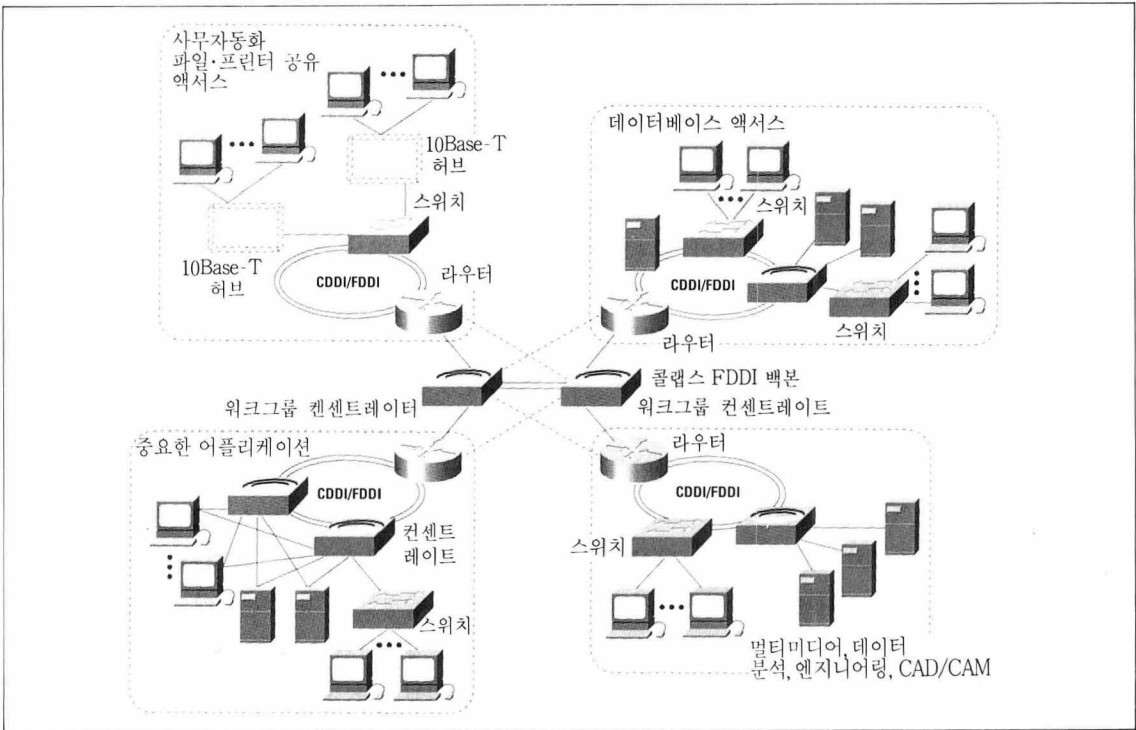 사무자동화
파일·프린터 공유
액서스
10Base-T
허브
스위치
10Base-T
허브
CDDI/FDDI
라우터
데이터베이스 액서스
스위치
CDDI/FDDI
스위치
라우터
콜랩스 FDDI 백본
워크그룹 켄센트레이터
워크그룹 컨센트레이트
중요한 어플리케이션
CDDI/FDDI
컨센트
레이트
스위치
라우터
CDDI/FDDI
스위치
멀티미디어, 데이터
분석, 엔지니어링, CAD/CAM